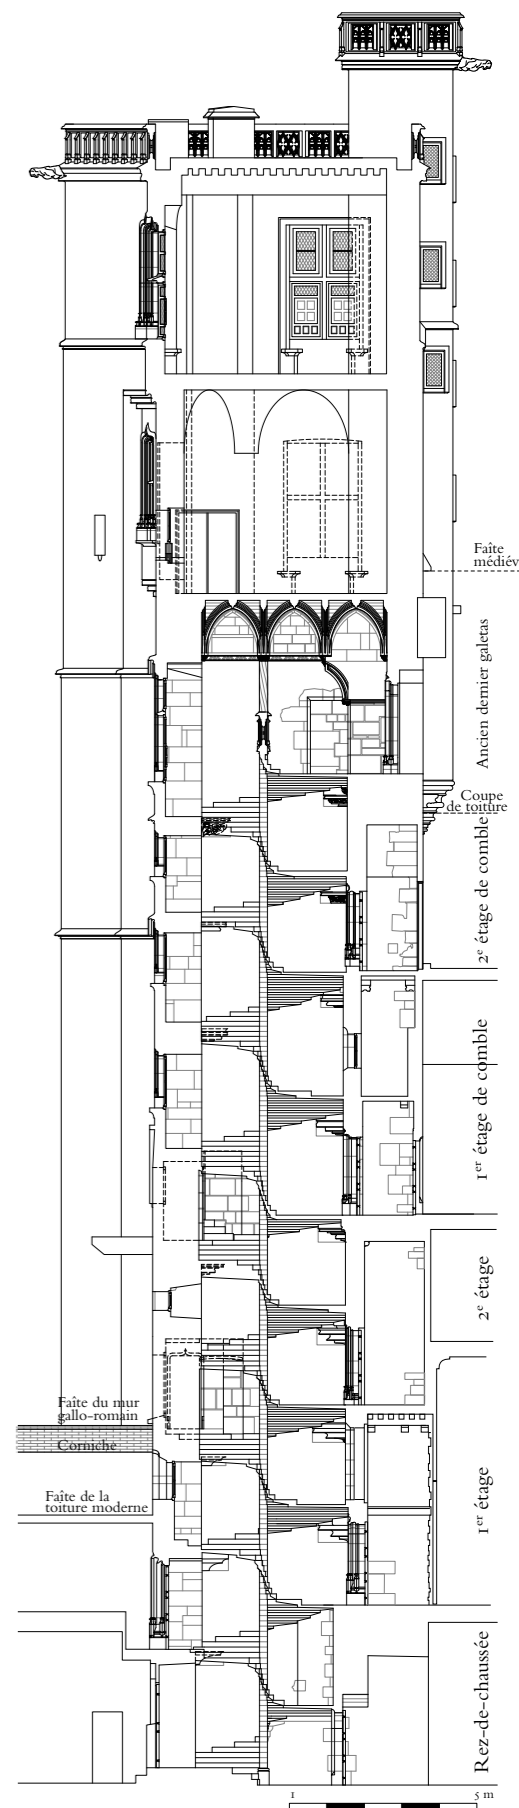 Faîte
médiév
Ancien dernier galetas
Coupe
de toiture
2e étage de comble
1er étage de comble
2e étage
Faîte du mur
gallo-romain
Corniche
1er étage
Faîte de la
toiture moderne
Rez-de-chaussée
1 5 m